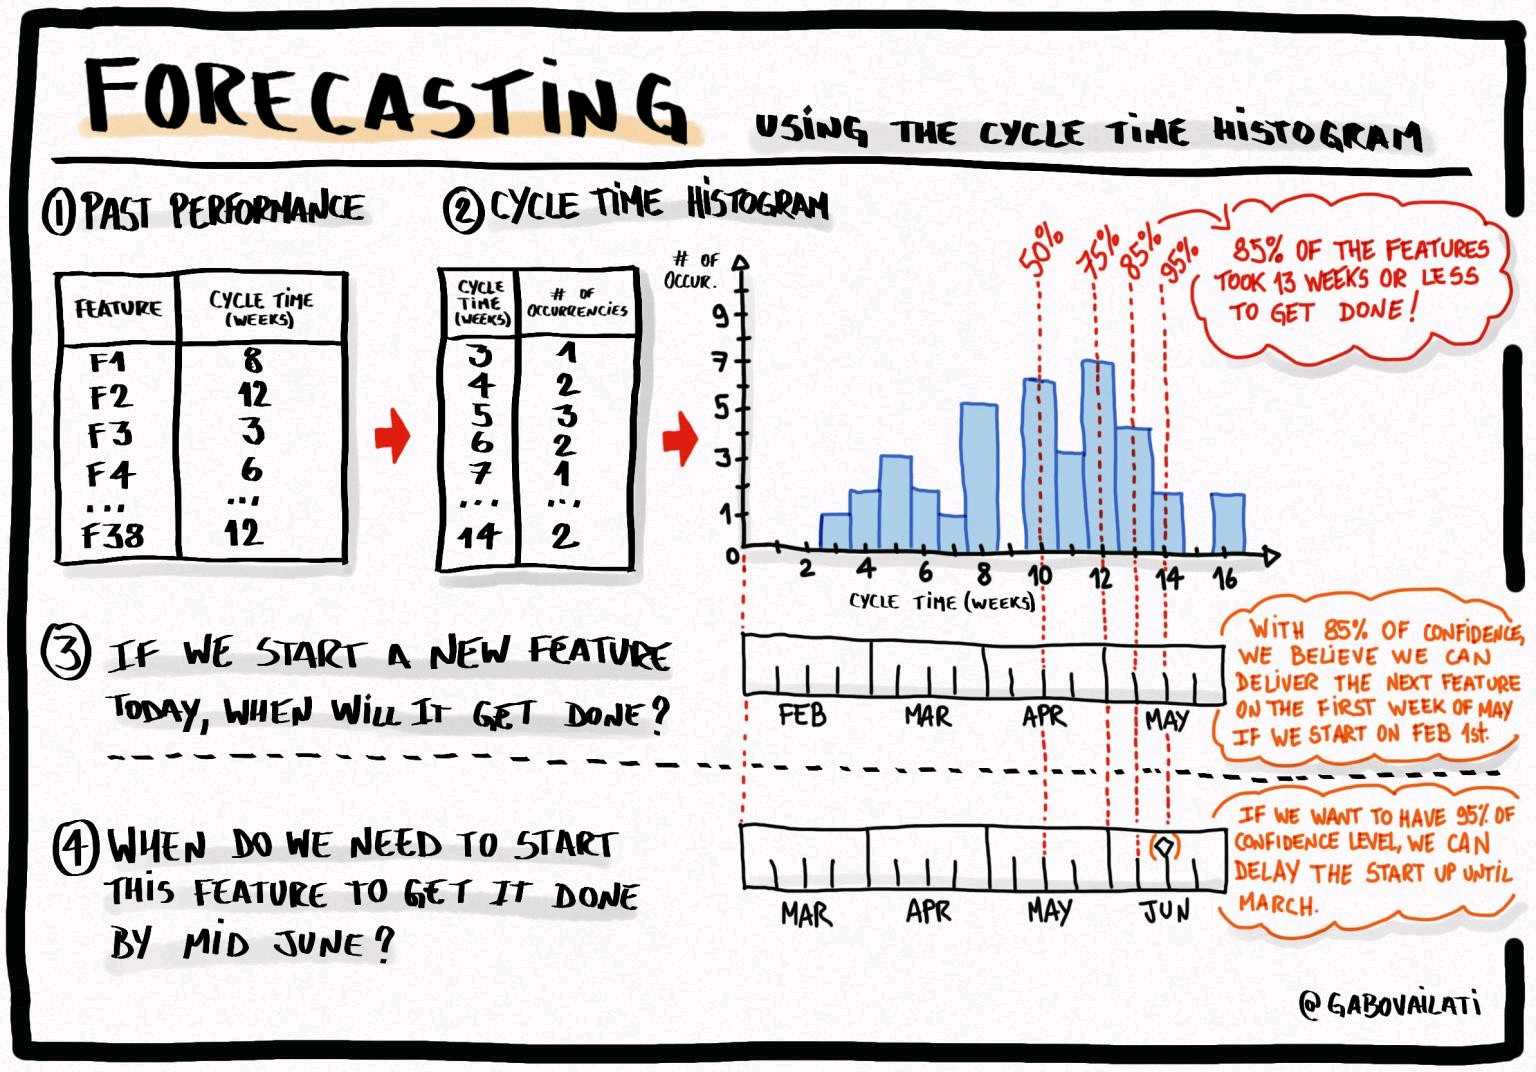 FORECASTING
USING THE CYCLE TIME HISTOGRAM
① PAST PERFORMANCE
FEATURE CYCLE TIME
(WEEKS)
F1 8
F2 12
F3 3
F4 6
... ...
F38 12
② CYCLE TIME HISTOGRAM
CYCLE
TIME
(WEEKS)
# OF
OCCURRENCIES
3 1
4 2
5 3
6 2
7 1
... ...
14 2
# OF
OCCUR.
9
7
5
3
1
0
2 4 6 8 10 12 14 16
CYCLE TIME (WEEKS)
50% 75% 85% 95%
85% OF THE FEATURES
TOOK 13 WEEKS OR LESS
TO GET DONE!
③ IF WE START A NEW FEATURE
TODAY, WHEN WILL IT GET DONE?
FEB MAR APR MAY
WITH 85% OF CONFIDENCE,
WE BELIEVE WE CAN
DELIVER THE NEXT FEATURE
ON THE FIRST WEEK OF MAY
IF WE START ON FEB 1st.
④ WHEN DO WE NEED TO START
THIS FEATURE TO GET IT DONE
BY MID JUNE?
MAR APR MAY JUN
IF WE WANT TO HAVE 95% OF
CONFIDENCE LEVEL, WE CAN
DELAY THE START UP UNTIL
MARCH.
@GABOVAILATI